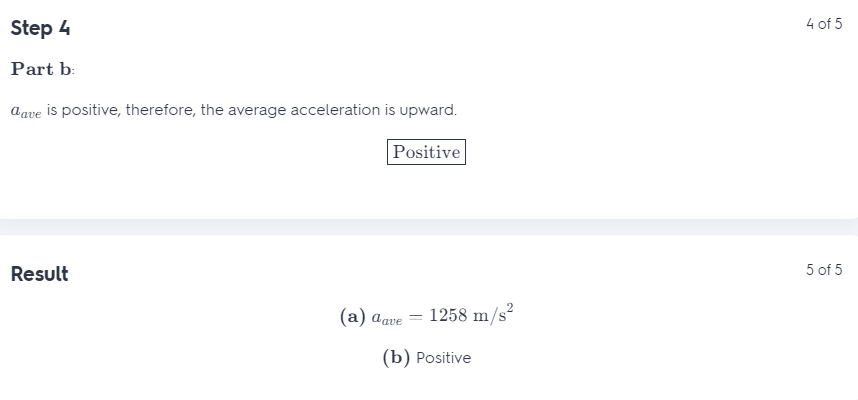 Step 4
4 of 5
Part b:
a_ave is positive, therefore, the average acceleration is upward.
Positive
Result
5 of 5
(a) a_ave = 1258 m/s²
(b) Positive